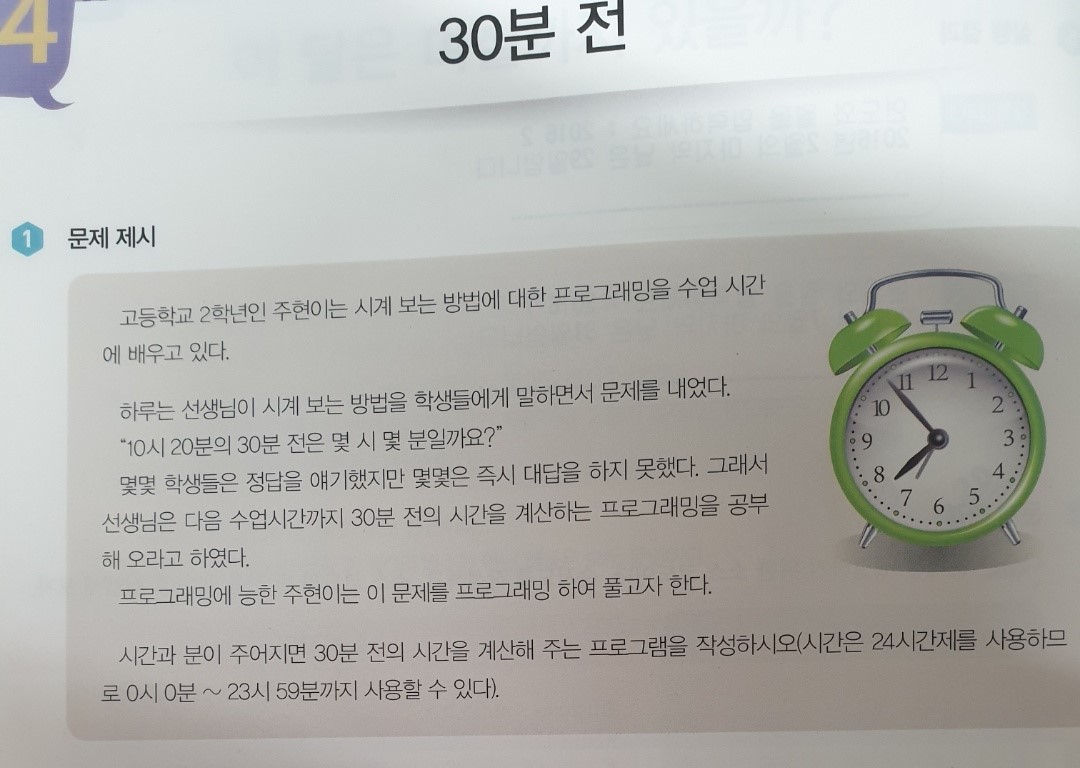 4
30분 전
1 문제 제시
고등학교 2학년인 주현이는 시계 보는 방법에 대한 프로그래밍을 수업 시간
에 배우고 있다.
하루는 선생님이 시계 보는 방법을 학생들에게 말하면서 문제를 내었다.
“10시 20분의 30분 전은 몇 시 몇 분일까요?”
몇몇 학생들은 정답을 얘기했지만 몇몇은 즉시 대답을 하지 못했다. 그래서
선생님은 다음 수업시간까지 30분 전의 시간을 계산하는 프로그래밍을 공부
해 오라고 하였다.
프로그래밍에 능한 주현이는 이 문제를 프로그래밍 하여 풀고자 한다.
시간과 분이 주어지면 30분 전의 시간을 계산해 주는 프로그램을 작성하시오(시간은 24시간제를 사용하므
로 0시 0분 ~ 23시 59분까지 사용할 수 있다).
12
1
2
3
4
5
6
7
8
9
10
11